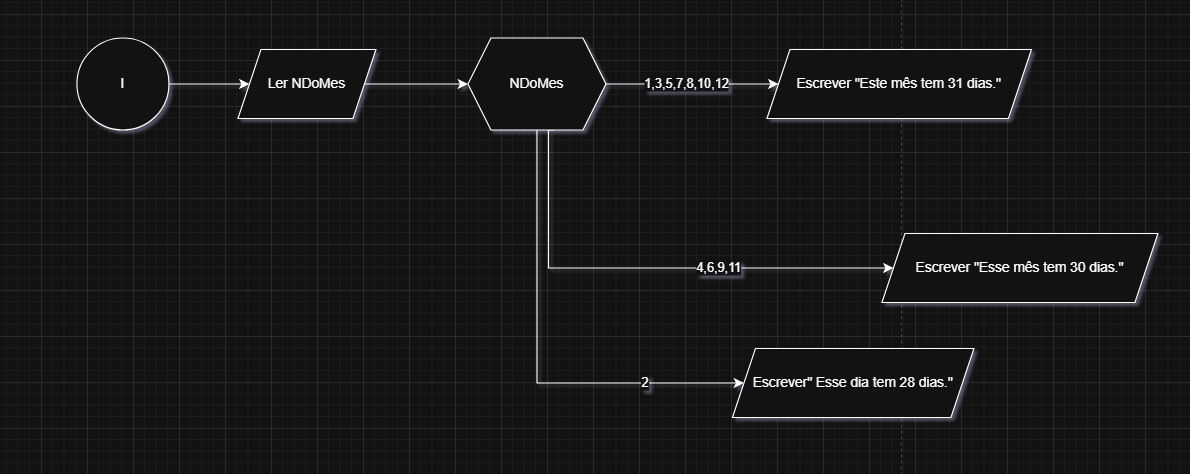 I
Ler NDoMes
NDoMes
1,3,5,7,8,10,12
Escrever "Este mês tem 31 dias."
4,6,9,11
Escrever "Esse mês tem 30 dias."
2
Escrever" Esse dia tem 28 dias."